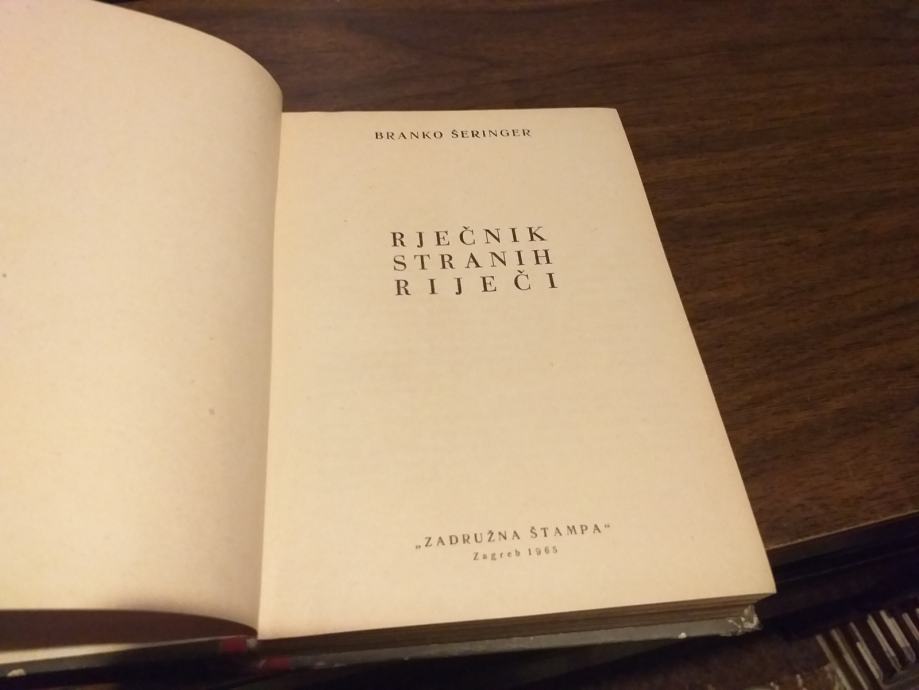 BRANKO ŠERINGER
RJEČNIK
STRANIH
RIJEČI
„ZADRUŽNA ŠTAMPA“
Zagreb 1965